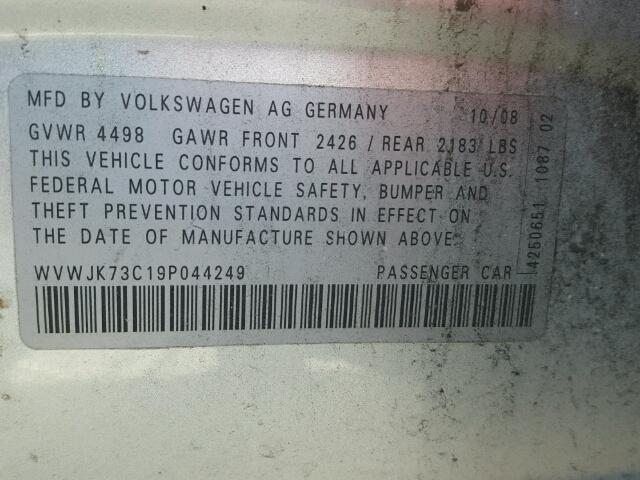 MFD BY VOLKSWAGEN AG GERMANY 10/08
GVWR 4498 GAWR FRONT 2426 / REAR 2183 LBS
THIS VEHICLE CONFORMS TO ALL APPLICABLE U.S.
FEDERAL MOTOR VEHICLE SAFETY, BUMPER AND
THEFT PREVENTION STANDARDS IN EFFECT ON
THE DATE OF MANUFACTURE SHOWN ABOVE.
WVWJK73C19P044249 PASSENGER CAR
4250651 1087 02